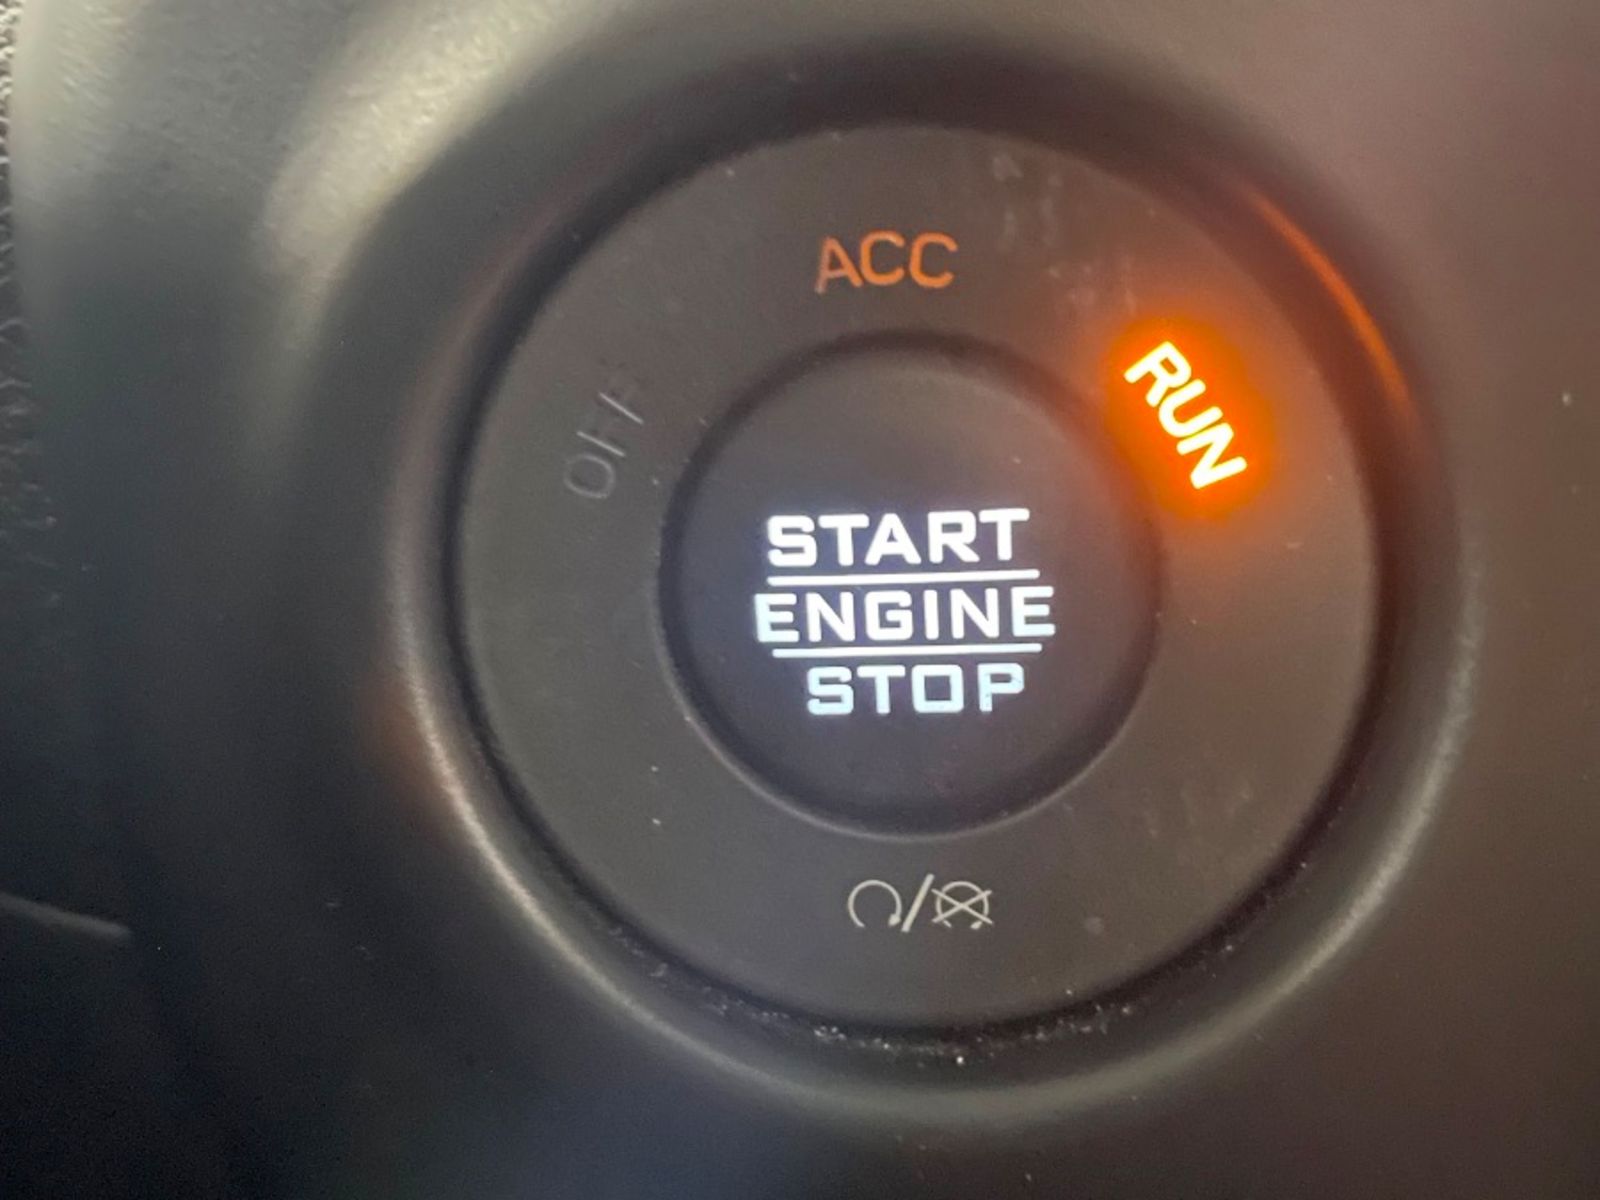 ACC
RUN
OFF
START
ENGINE
STOP